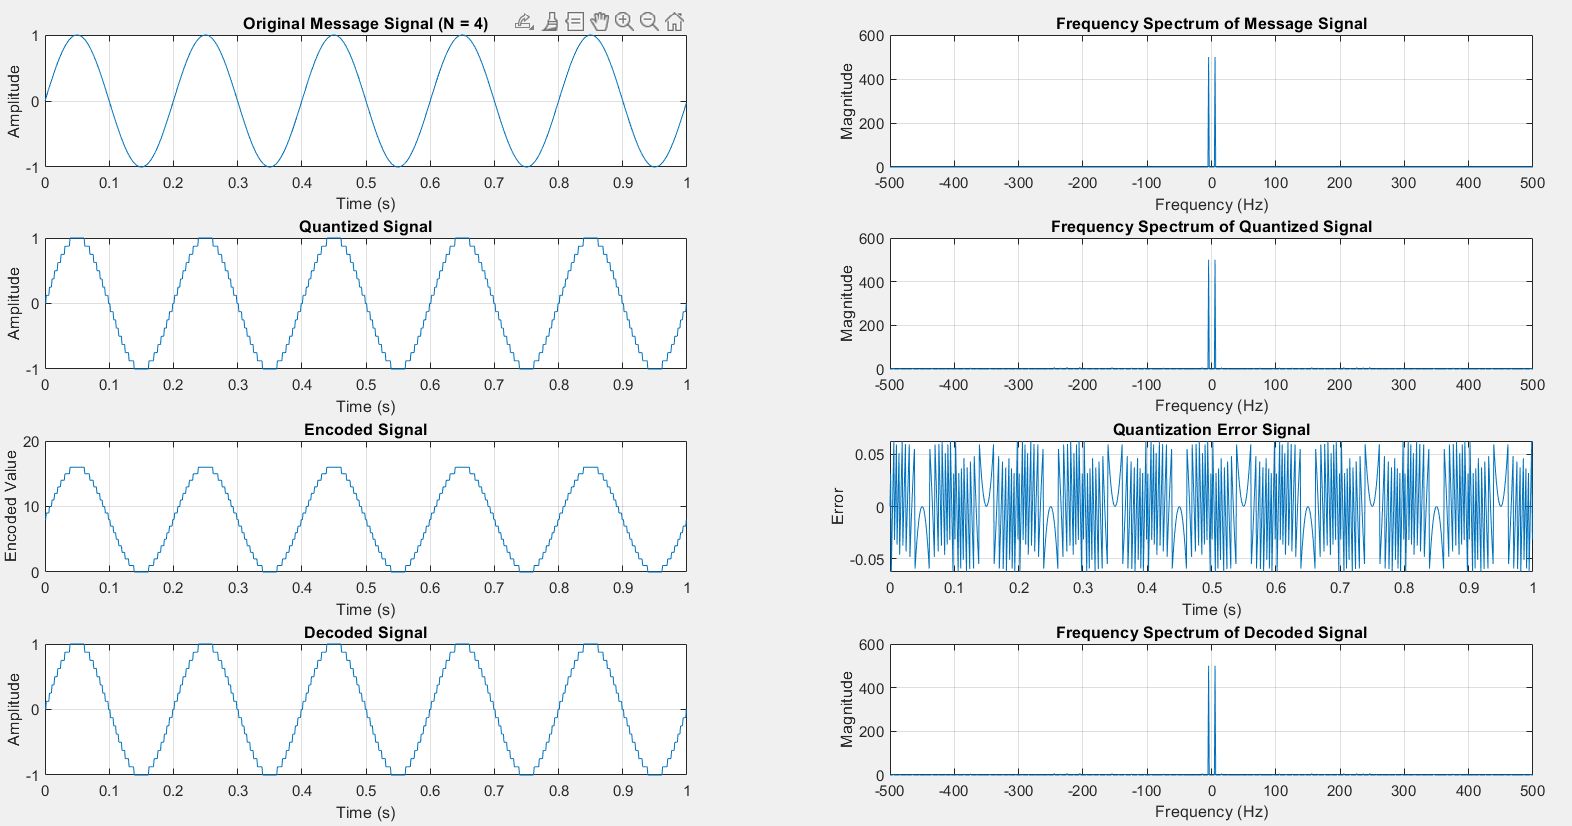 Original Message Signal (N = 4)
Amplitude
1
0
-1
0 0.1 0.2 0.3 0.4 0.5 0.6 0.7 0.8 0.9 1
Time (s)
Frequency Spectrum of Message Signal
Magnitude
600
400
200
0
-500 -400 -300 -200 -100 0 100 200 300 400 500
Frequency (Hz)
Quantized Signal
Amplitude
1
0
-1
0 0.1 0.2 0.3 0.4 0.5 0.6 0.7 0.8 0.9 1
Time (s)
Frequency Spectrum of Quantized Signal
Magnitude
600
400
200
0
-500 -400 -300 -200 -100 0 100 200 300 400 500
Frequency (Hz)
Encoded Signal
Encoded Value
20
10
0
0 0.1 0.2 0.3 0.4 0.5 0.6 0.7 0.8 0.9 1
Time (s)
Quantization Error Signal
Error
0.05
0
-0.05
0 0.1 0.2 0.3 0.4 0.5 0.6 0.7 0.8 0.9 1
Time (s)
Decoded Signal
Amplitude
1
0
-1
0 0.1 0.2 0.3 0.4 0.5 0.6 0.7 0.8 0.9 1
Time (s)
Frequency Spectrum of Decoded Signal
Magnitude
600
400
200
0
-500 -400 -300 -200 -100 0 100 200 300 400 500
Frequency (Hz)